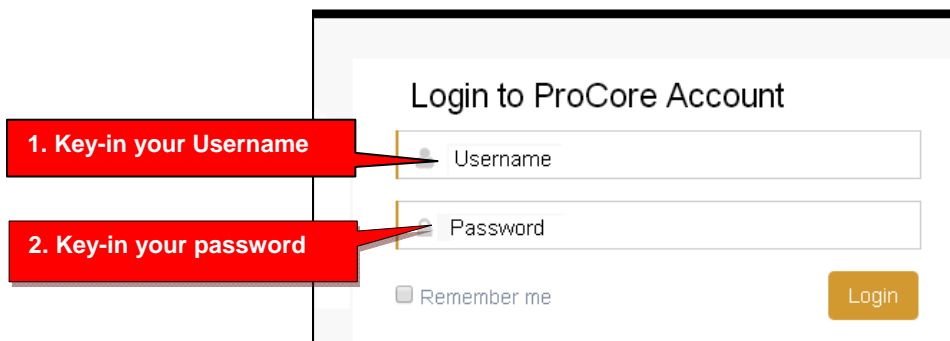 Login to ProCore Account
1. Key-in your Username
Username
2. Key-in your password
Password
Remember me
Login